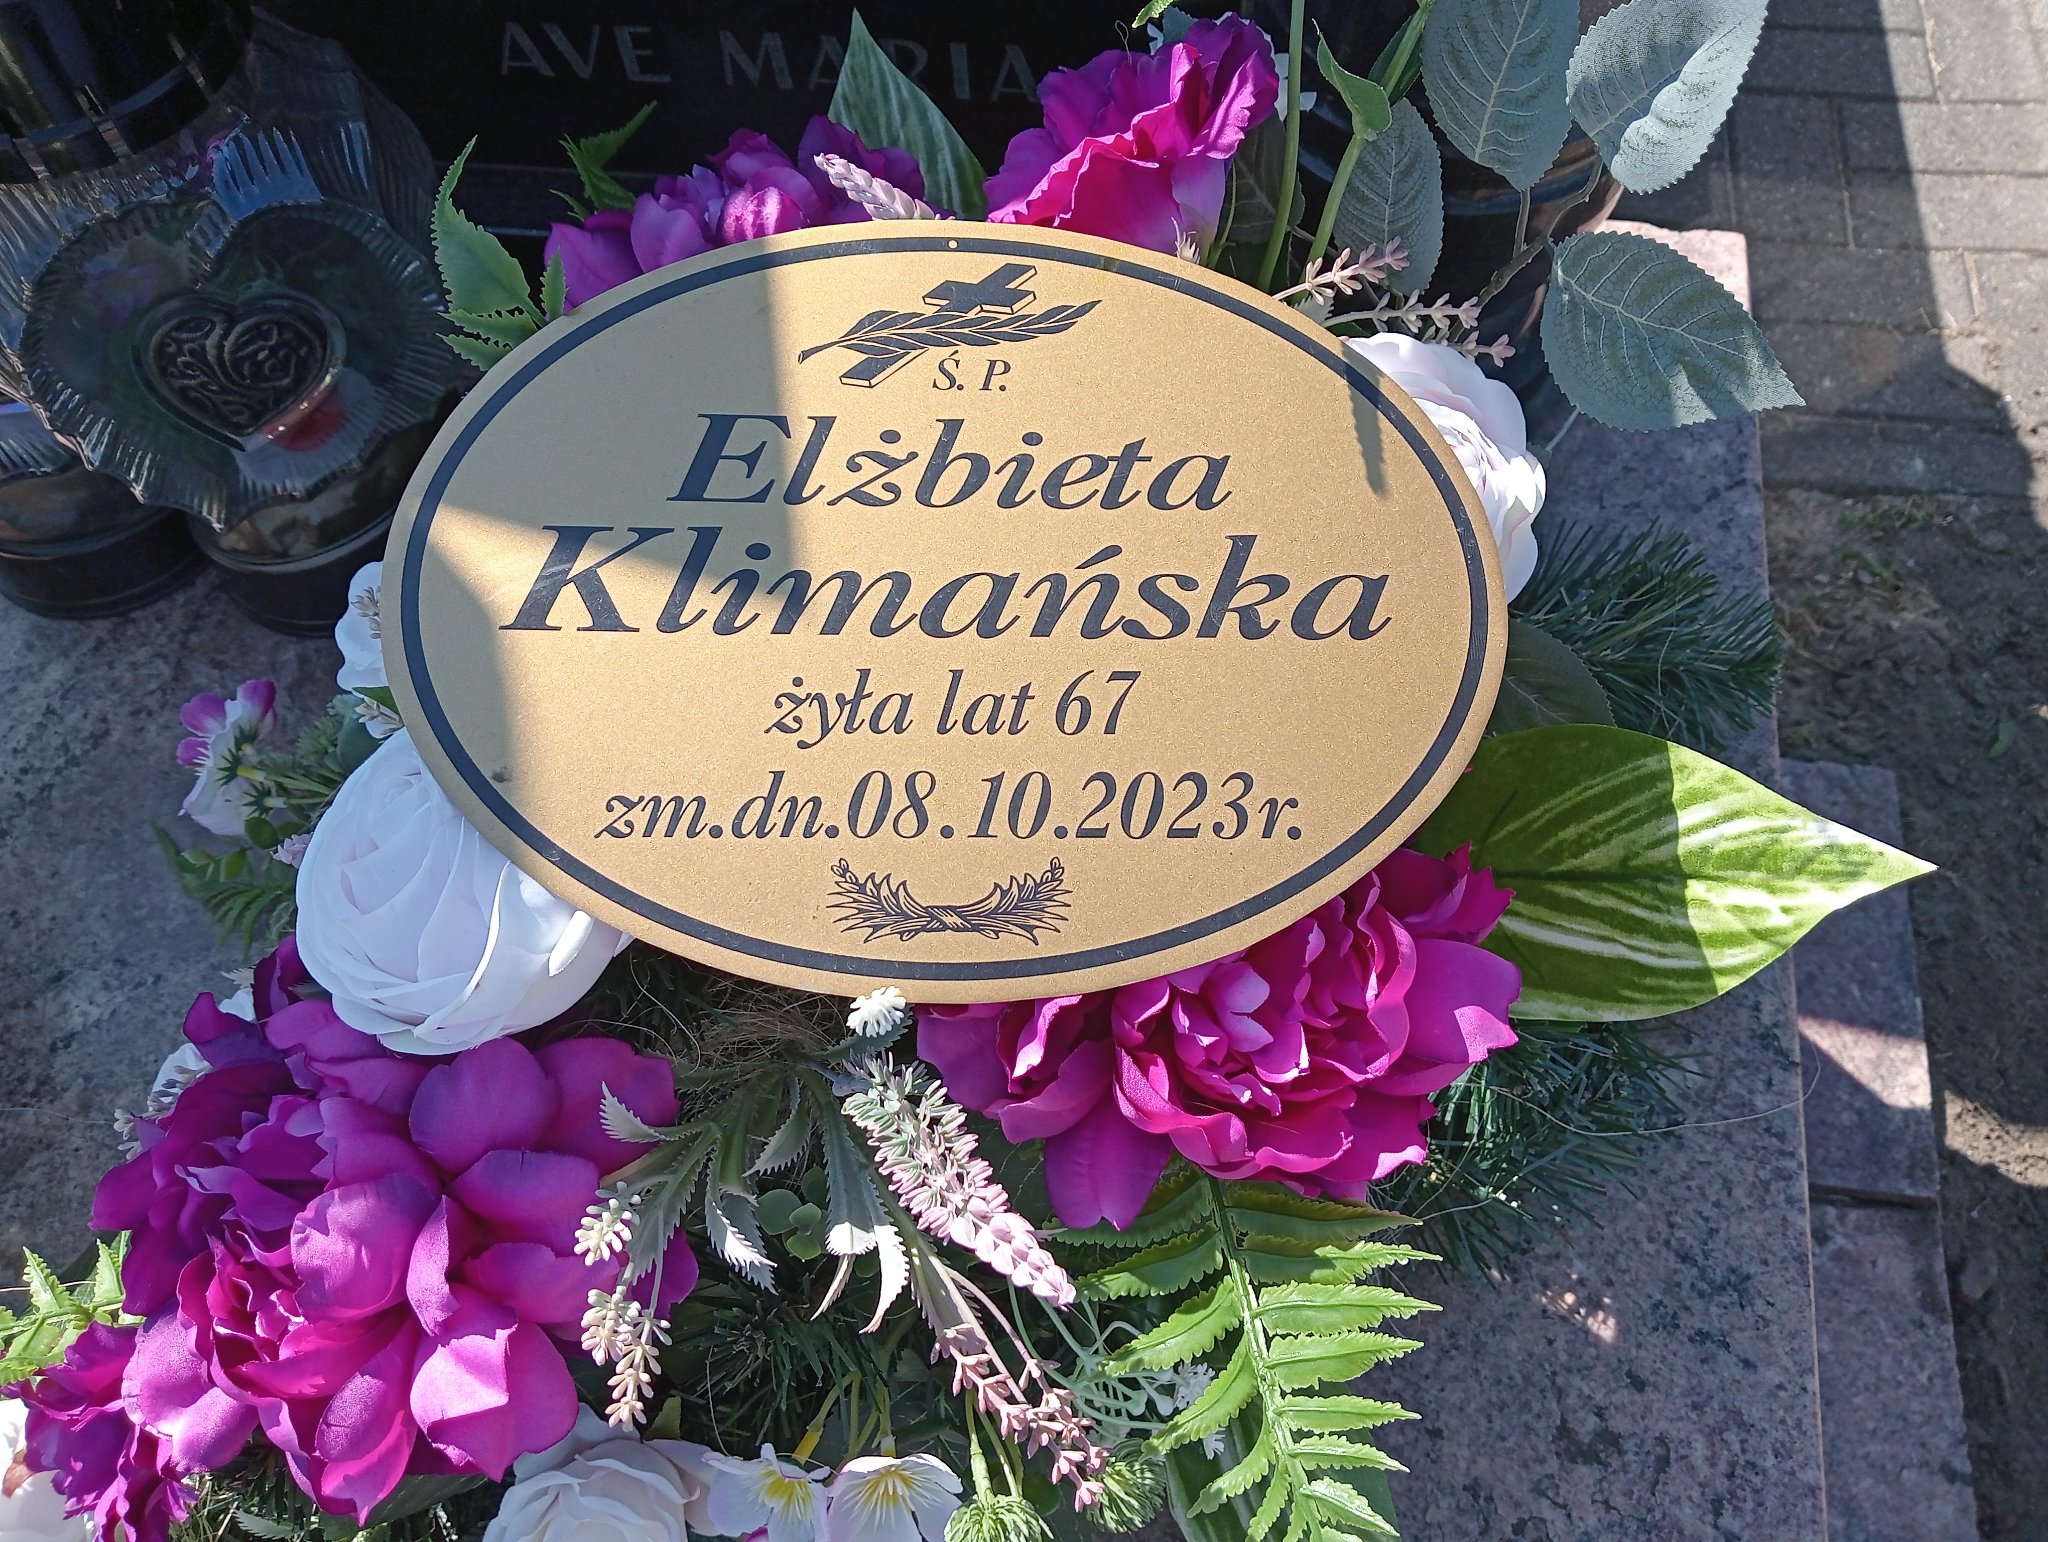 AVE MARIA
Ś. P.
Elżbieta
Klimańska
żyła lat 67
zm.dn.08.10.2023r.